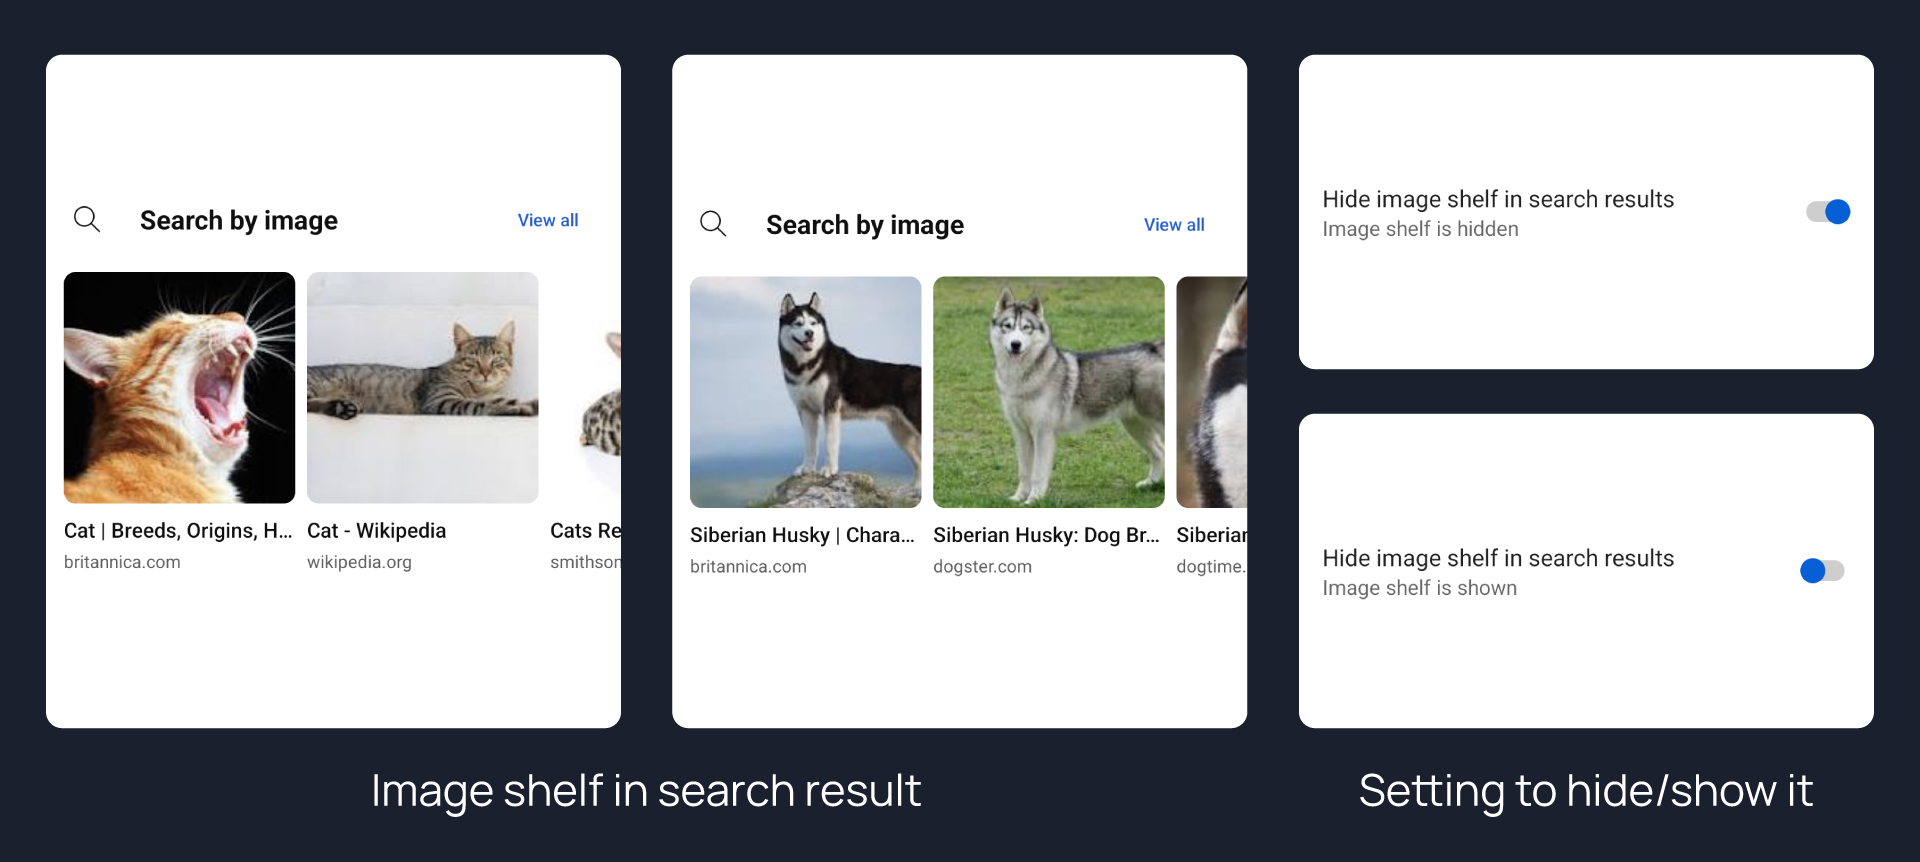 Search by image
View all
Cat | Breeds, Origins, H...
britannica.com
Cat - Wikipedia
wikipedia.org
Cats Re
smithson
Search by image
View all
Siberian Husky | Chara...
britannica.com
Siberian Husky: Dog Br...
dogster.com
Siberian
dogtime.
Hide image shelf in search results
Image shelf is hidden
Hide image shelf in search results
Image shelf is shown
Image shelf in search result
Setting to hide/show it